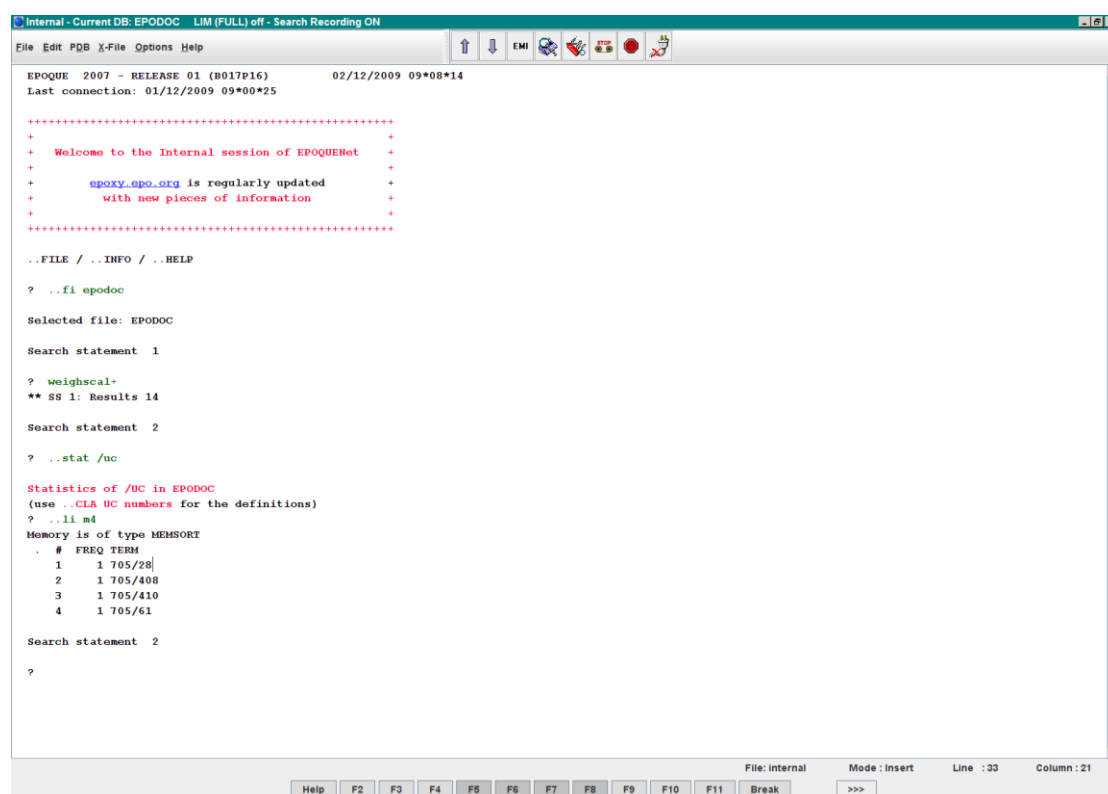 Internal - Current DB: EPODOC LIM (FULL) off - Search Recording ON
File Edit PDB X-File Options Help
EMI STOP
EPOQUE 2007 - RELEASE 01 (B017P16) 02/12/2009 09*08*14
Last connection: 01/12/2009 09*00*25
+++++++++++++++++++++++++++++++++++++++++++++++++++++
+ +
+ Welcome to the Internal session of EPOQUENet +
+ +
+ epoxy.epo.org is regularly updated +
+ with new pieces of information +
+ +
+++++++++++++++++++++++++++++++++++++++++++++++++++++
..FILE / ..INFO / ..HELP
? ..fi epodoc
Selected file: EPODOC
Search statement 1
? weighscal+
** SS 1: Results 14
Search statement 2
? ..stat /uc
Statistics of /UC in EPODOC
(use ..CLA UC numbers for the definitions)
? ..li m4
Memory is of type MEMSORT
. # FREQ TERM
1 1 705/28
2 1 705/408
3 1 705/410
4 1 705/61
Search statement 2
?
File: internal Mode : Insert Line : 33 Column : 21
Help F2 F3 F4 F5 F6 F7 F8 F9 F10 F11 Break >>>